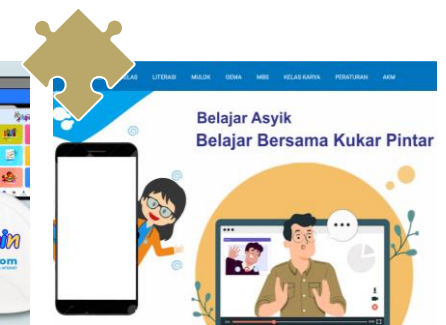 LITERASI MULOK GEMA MBS KELAS KARYA PERATURAN AKM
Belajar Asyik
Belajar Bersama Kukar Pintar